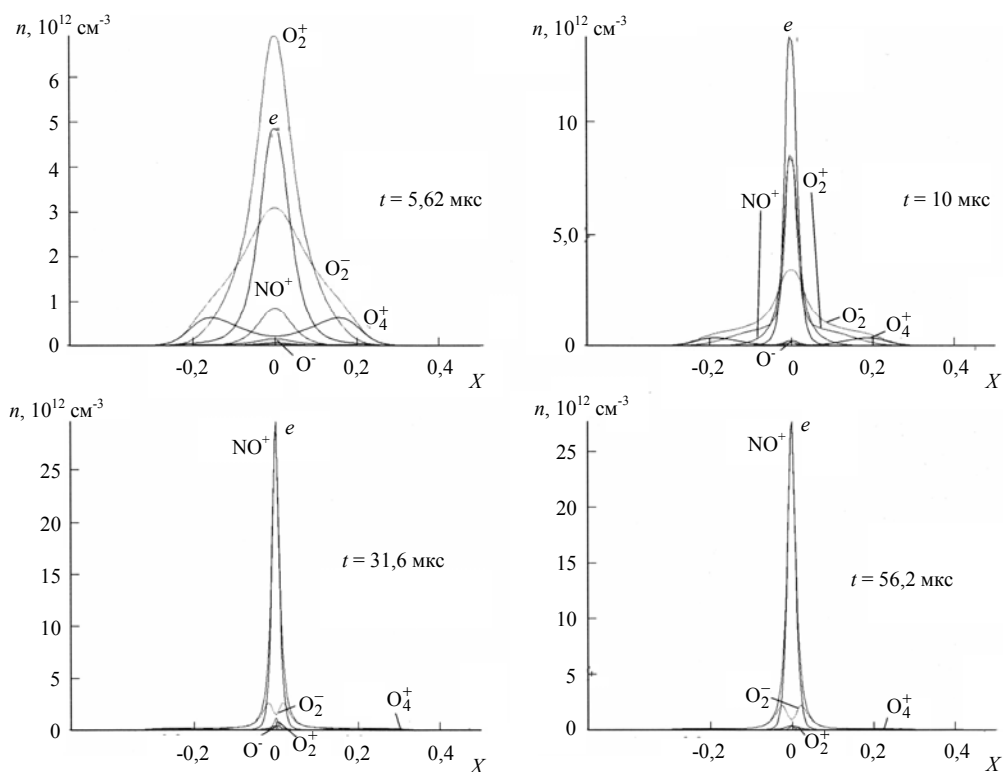 n, 10¹² см⁻³
O₂⁺
6
e
5
4
t = 5,62 мкс
3
O₂⁻
2
NO⁺
1
O₄⁺
0
O⁻
-0,2 0 0,2 0,4
X
n, 10¹² см⁻³
e
10
NO⁺ O₂⁺
t = 10 мкс
5,0
O₂⁻
O₄⁺
0
O⁻
-0,2 0 0,2 0,4
X
n, 10¹² см⁻³
e
NO⁺
25
20
t = 31,6 мкс
15
10
5
O₂⁻ O₄⁺
0
O⁻ O₂⁺
-0,2 0 0,2 0,4
X
n, 10¹² см⁻³
e
NO⁺
25
20
t = 56,2 мкс
15
10
5
O₂⁻ O₄⁺
0
O₂⁺
-0,2 0 0,2 0,4
X